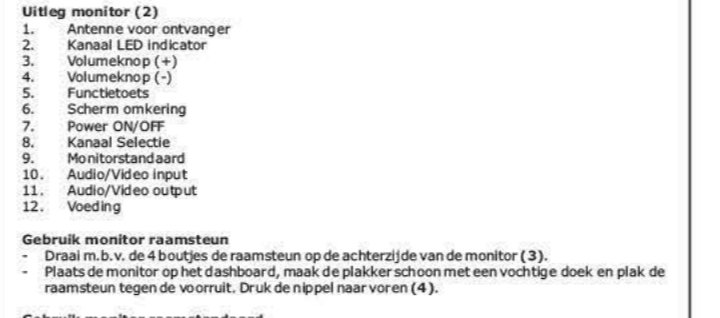 Uitleg monitor (2)
1. Antenne voor ontvanger
2. Kanaal LED indicator
3. Volumeknop (+)
4. Volumeknop (-)
5. Functietoets
6. Scherm omkering
7. Power ON/OFF
8. Kanaal Selectie
9. Monitorstandaard
10. Audio/Video input
11. Audio/Video output
12. Voeding
Gebruik monitor raamsteun
- Draai m.b.v. de 4 boutjes de raamsteun op de achterzijde van de monitor (3).
- Plaats de monitor op het dashboard, maak de plakker schoon met een vochtige doek en plak de
raamsteun tegen de voorruit. Druk de nippel naar voren (4).